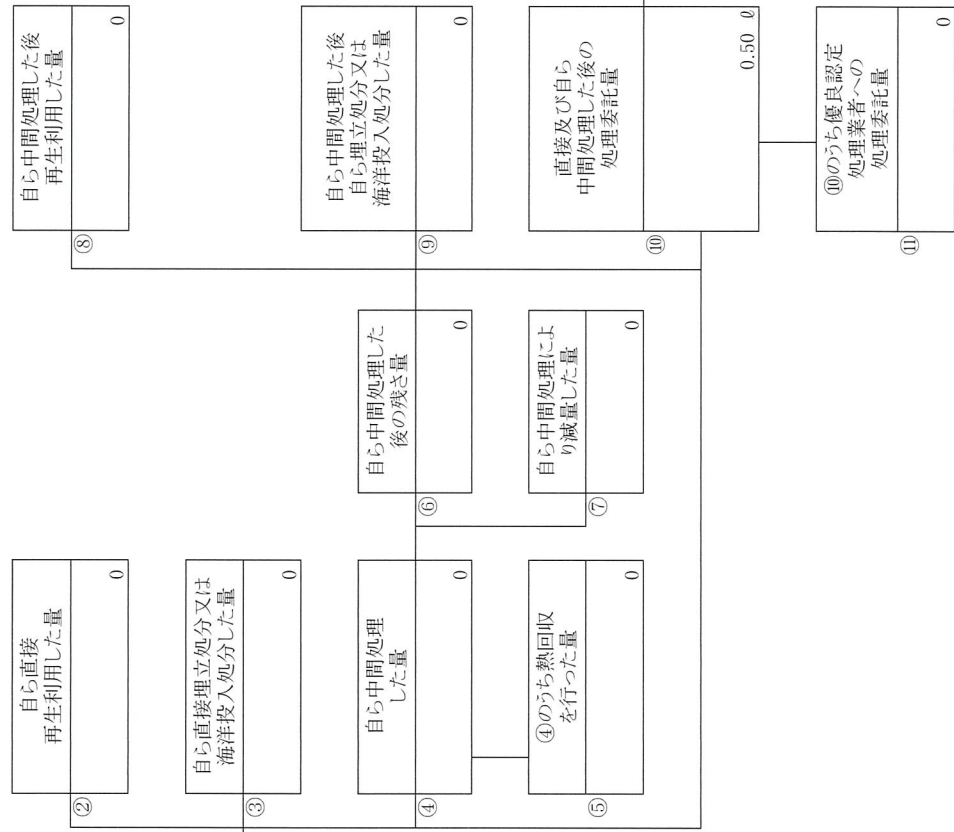 ②
自ら直接
再生利用した量
0
③
自ら直接埋立処分又は
海洋投入処分した量
0
④
自ら中間処理
した量
0
⑤
④のうち熱回収
を行った量
0
⑥
自ら中間処理した
後の残さ量
0
⑦
自ら中間処理によ
り減量した量
0
⑧
自ら中間処理した後
再生利用した量
0
⑨
自ら中間処理した後
自ら埋立処分又は
海洋投入処分した量
0
⑩
直接及び自ら
中間処理した後の
処理委託量
0.50 ℓ
⑪
⑩のうち優良認定
処理業者への
処理委託量
0